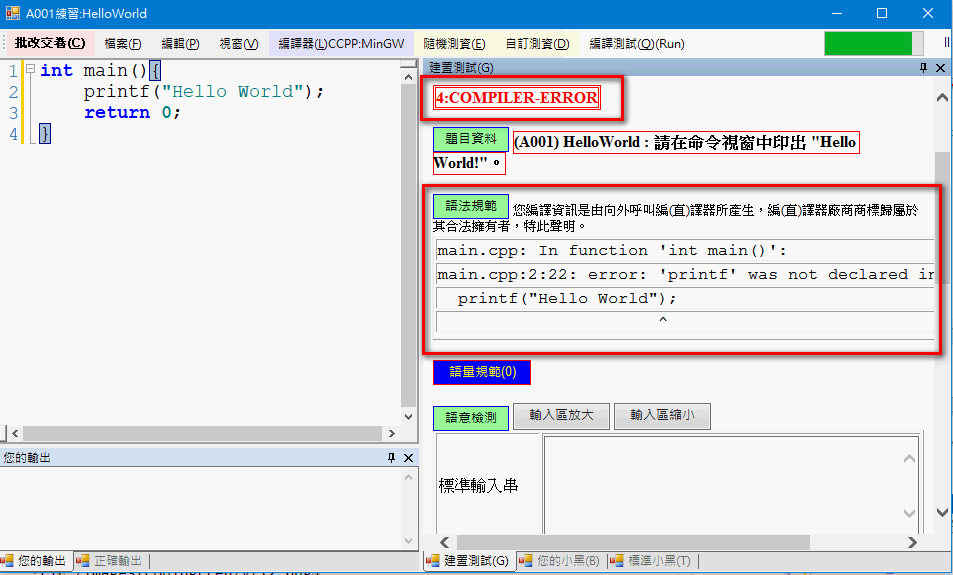 A001練習:HelloWorld
批改交卷(C) 檔案(F) 編輯(P) 視窗(V) 編譯器(L)CCPP:MinGW 隨機測資(E) 自訂測資(D) 編譯測試(Q)(Run)
1 int main(){
2 printf("Hello World");
3 return 0;
4 }
您的輸出
您的輸出 正確輸出
建置測試(G)
4:COMPILER-ERROR
題目資料 (A001) HelloWorld : 請在命令視窗中印出 "Hello
World!"。
語法規範 您編譯資訊是由向外呼叫編(直)譯器所產生，編(直)譯器廠商商標歸屬於
其合法擁有者，特此聲明。
main.cpp: In function 'int main()':
main.cpp:2:22: error: 'printf' was not declared in
printf("Hello World");
^
語量規範(0)
語意檢測 輸入區放大 輸入區縮小
標準輸入串
建置測試(G) 您的小黑(B) 標準小黑(T)